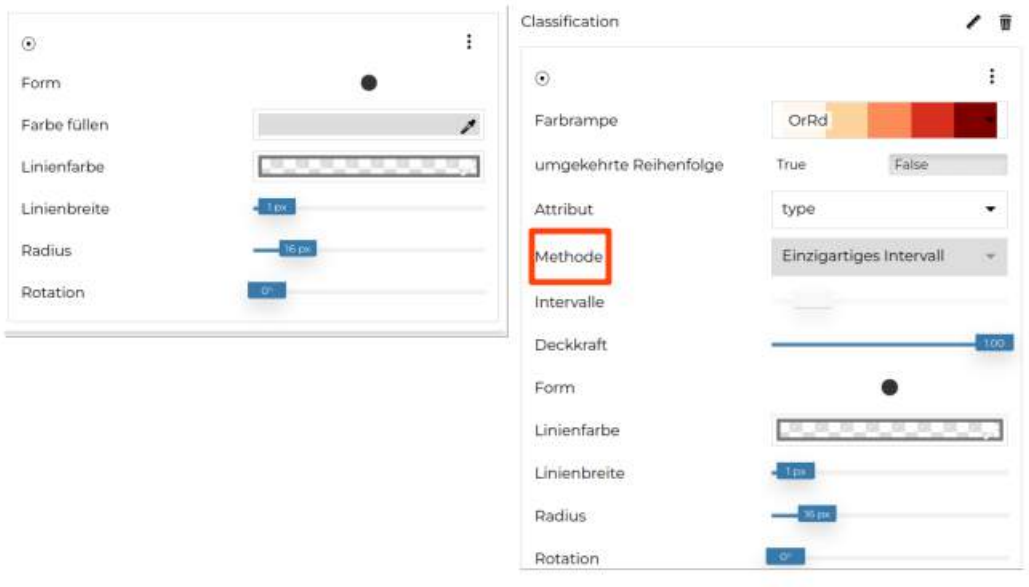 Form
Farbe füllen
Linienfarbe
Linienbreite
1 px
Radius
16 px
Rotation
0°
Classification
Farbrampe
OrRd
umgekehrte Reihenfolge
True
False
Attribut
type
Methode
Einzigartiges Intervall
Intervalle
Deckkraft
1.00
Form
Linienfarbe
Linienbreite
1 px
Radius
16 px
Rotation
0°